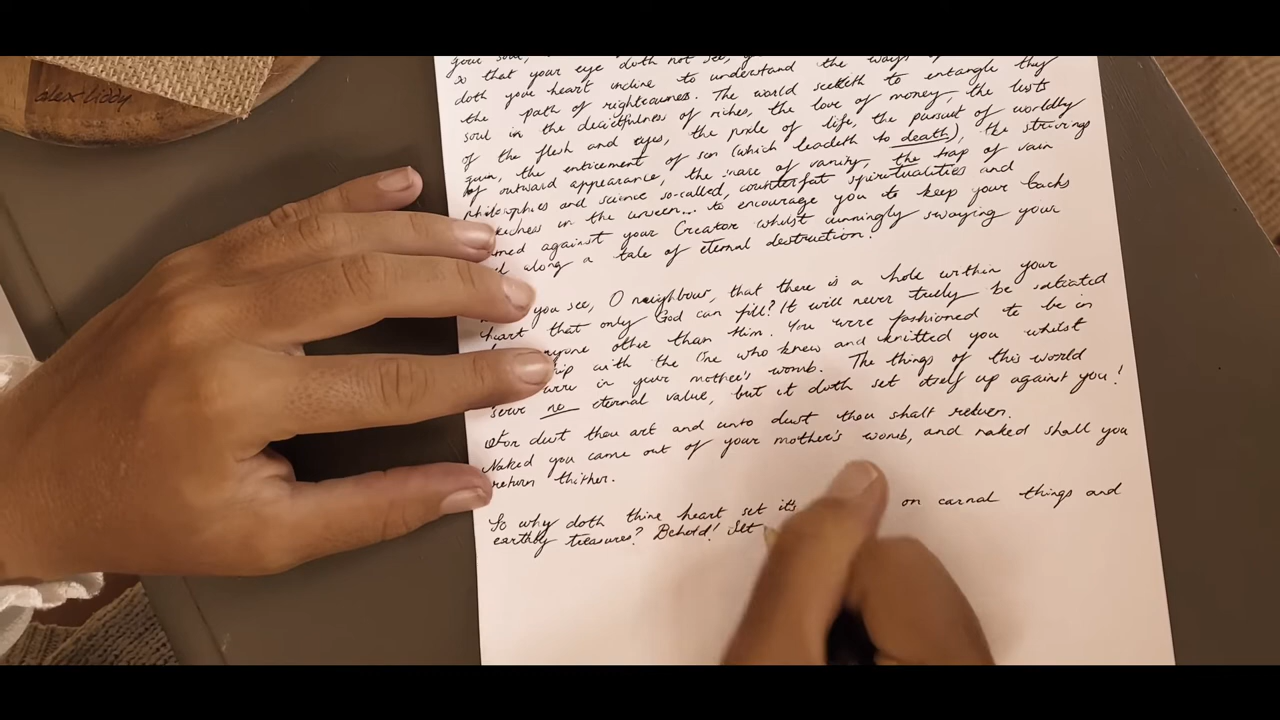 alex liddy
your soul,
so that your eye doth not see,
doth your heart incline to understand the ways
the path of righteousness. The world seeketh to entangle thy
soul in the deceitfulness of riches, the love of money, the lusts
of the flesh and eyes, the pride of life, the pursuit of worldly
gain, the enticement of sin (which leadeth to death), the strivings
of outward appearance, the snare of vanity, the trap of vain
philosophies and science so-called, counterfeit spiritualities and
in the unseen... to encourage you to keep your backs
against your Creator whilst cunningly swaying your
along a tale of eternal destruction.
you see, O neighbour, that there is a hole within your
heart that only God can fill? It will never truly be satiated
other than Him. You were fashioned to be in
with the One who knew and knitted you whilst
were in your mother's womb. The things of this world
serve no eternal value, but it doth set itself up against you!
For dust thou art and unto dust thou shalt return.
Naked you came out of your mother's womb, and naked shall you
return thither.
So why doth thine heart set it's on carnal things and
earthly treasures? Behold! Set